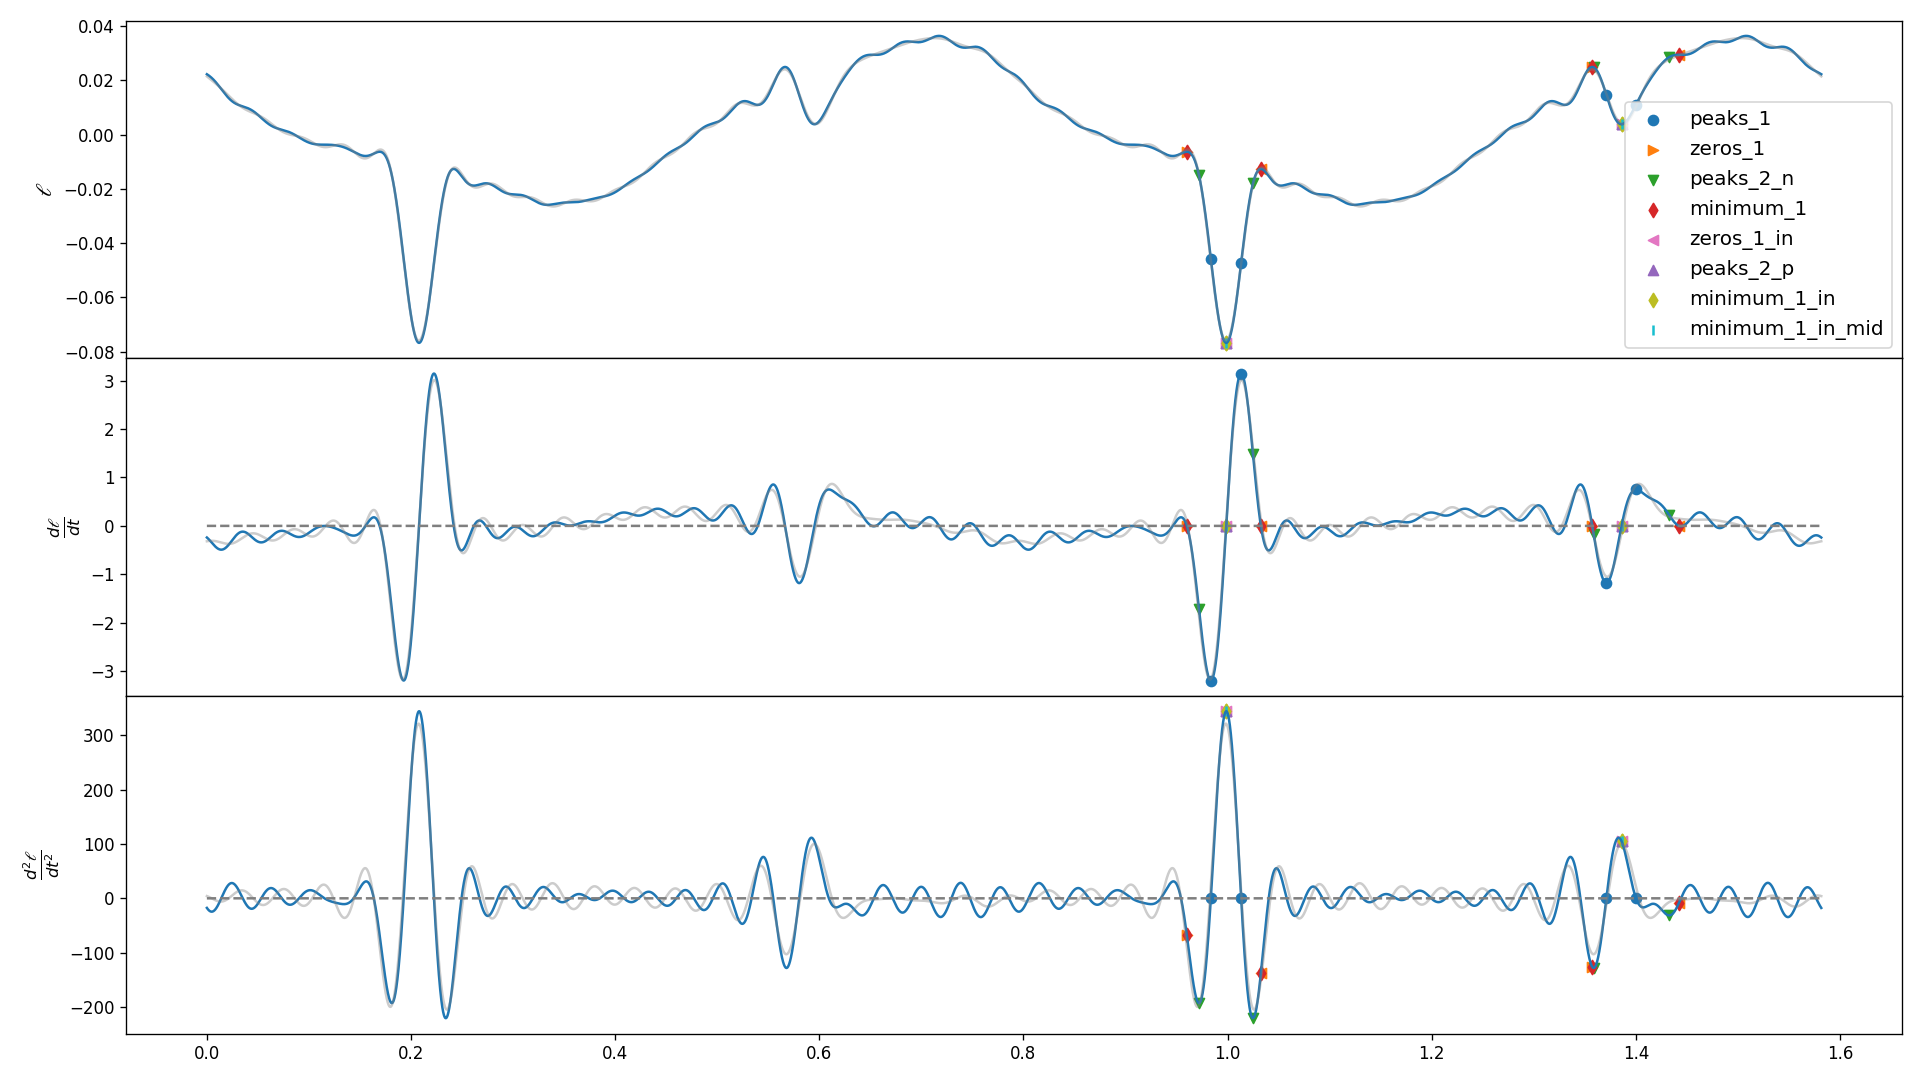 0.04
0.02
0.00
−0.02
−0.04
−0.06
−0.08
ℓ
peaks_1
zeros_1
peaks_2_n
minimum_1
zeros_1_in
peaks_2_p
minimum_1_in
minimum_1_in_mid
3
2
1
0
−1
−2
−3
dℓ
dt
300
200
100
0
−100
−200
d²ℓ
dt²
0.0 0.2 0.4 0.6 0.8 1.0 1.2 1.4 1.6